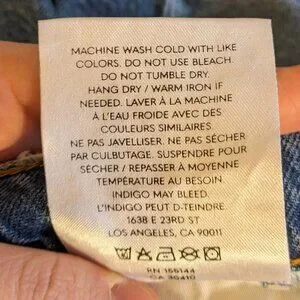 MACHINE WASH COLD WITH LIKE
COLORS. DO NOT USE BLEACH.
DO NOT TUMBLE DRY.
HANG DRY / WARM IRON IF
NEEDED. LAVER À LA MACHINE
À L'EAU FROIDE AVEC DES
COULEURS SIMILAIRES.
NE PAS JAVELLISER. NE PAS SÉCHER
PAR CULBUTAGE. SUSPENDRE POUR
SÉCHER / REPASSER À MOYENNE
TEMPÉRATURE AU BESOIN.
INDIGO MAY BLEED.
L'INDIGO PEUT D-TEINDRE
1638 E 23RD ST
LOS ANGELES, CA 90011
RN 155144
CA 30410